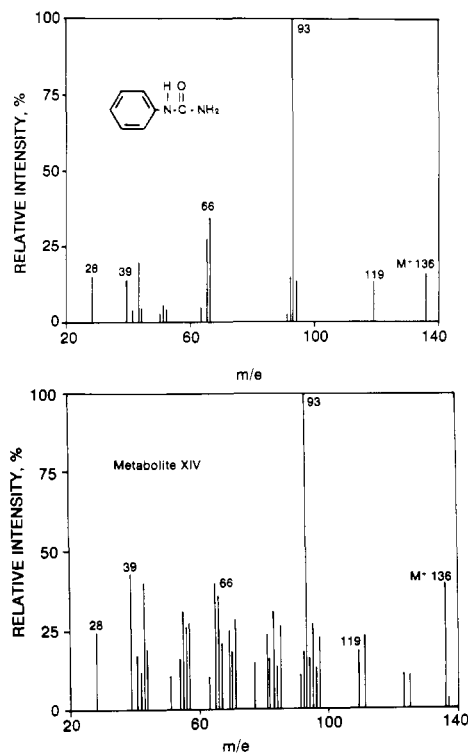 100
93
RELATIVE INTENSITY, %
75
H O
N-C-NH₂
50
66
25
28
39
119
M⁺ 136
0
20 60 100 140
m/e
100
93
RELATIVE INTENSITY, %
75
Metabolite XIV
50
39
66
M⁺ 136
25
28
119
0
20 60 100 140
m/e